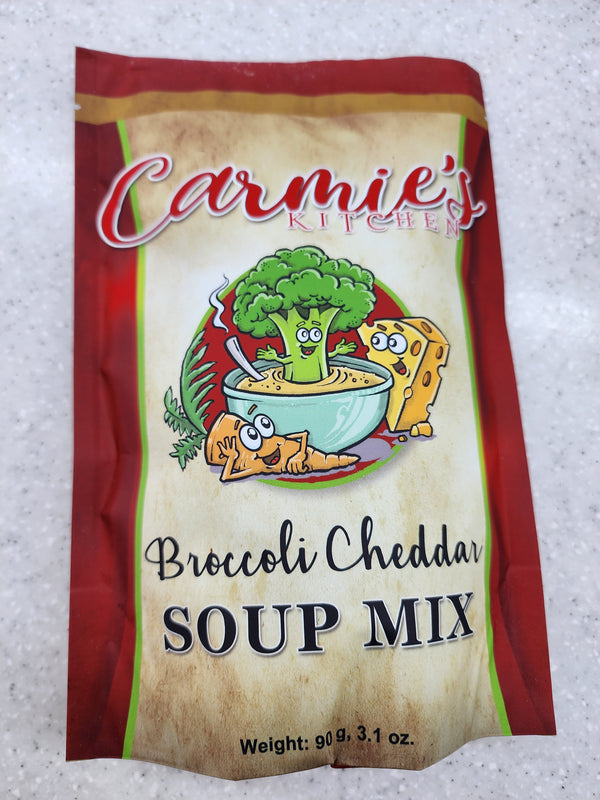 Carmie's
KITCHEN
Broccoli Cheddar
SOUP MIX
Weight: 90 g, 3.1 oz.